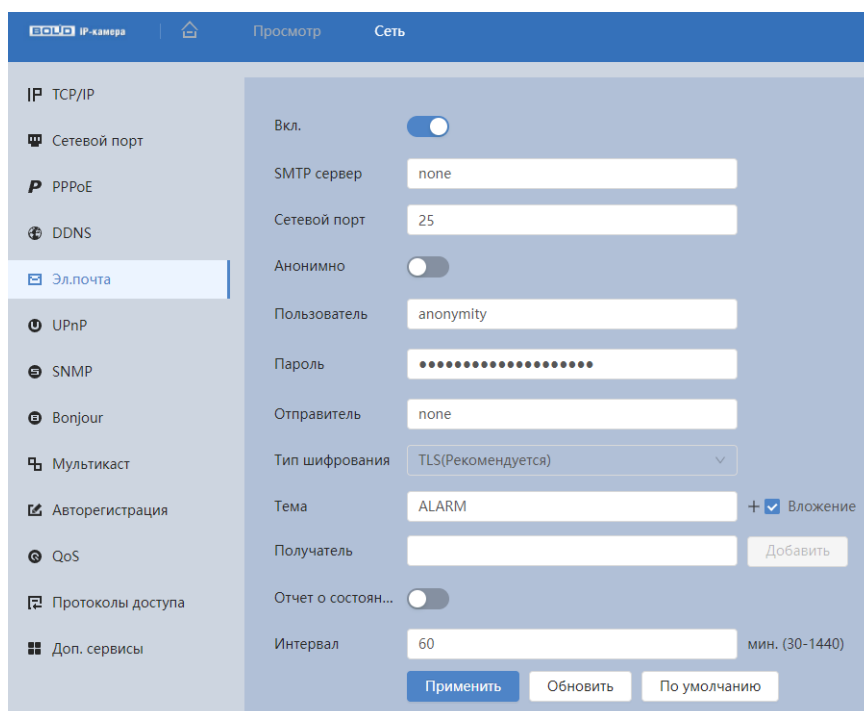 BOLID IP-камера
Просмотр
Сеть
TCP/IP
Сетевой порт
PPPoE
DDNS
Эл.почта
UPnP
SNMP
Bonjour
Мультикаст
Авторегистрация
QoS
Протоколы доступа
Доп. сервисы
Вкл.
SMTP сервер none
Сетевой порт 25
Анонимно
Пользователь anonymity
Пароль ••••••••••••••••••••
Отправитель none
Тип шифрования TLS(Рекомендуется)
Тема ALARM + Вложение
Получатель Добавить
Отчет о состоян...
Интервал 60 мин. (30-1440)
Применить Обновить По умолчанию